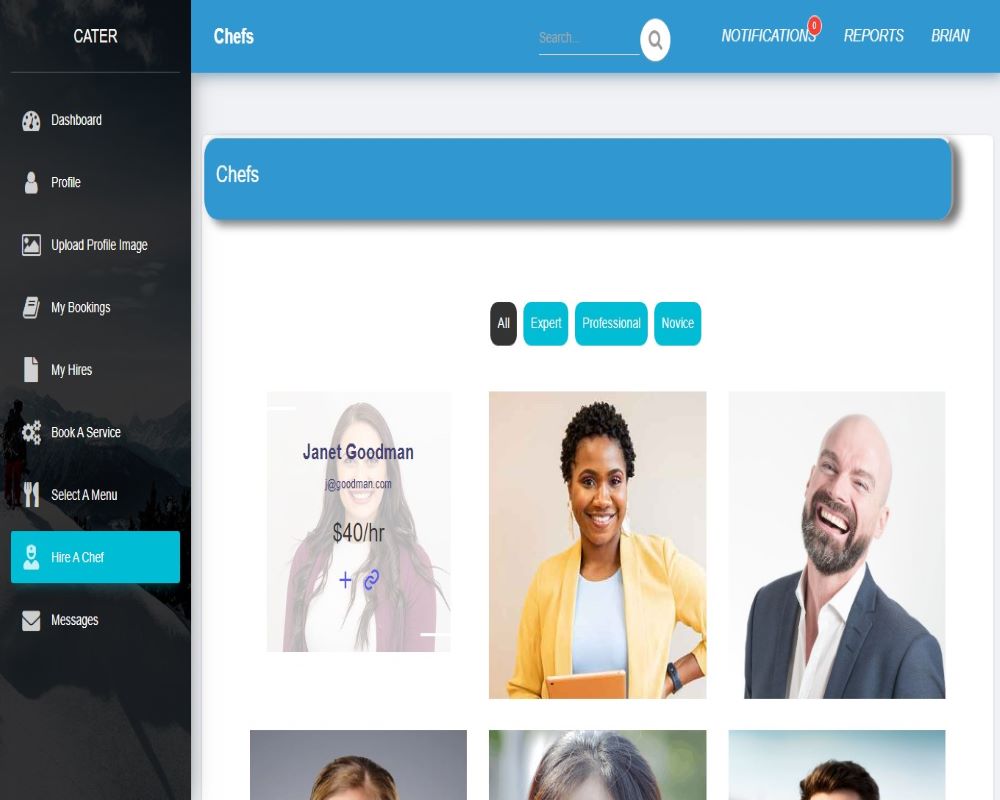 CATER
Chefs
Search...
NOTIFICATIONS
0
REPORTS
BRIAN
Dashboard
Profile
Upload Profile Image
My Bookings
My Hires
Book A Service
Select A Menu
Hire A Chef
Messages
Chefs
All
Expert
Professional
Novice
Janet Goodman
j@goodman.com
$40/hr